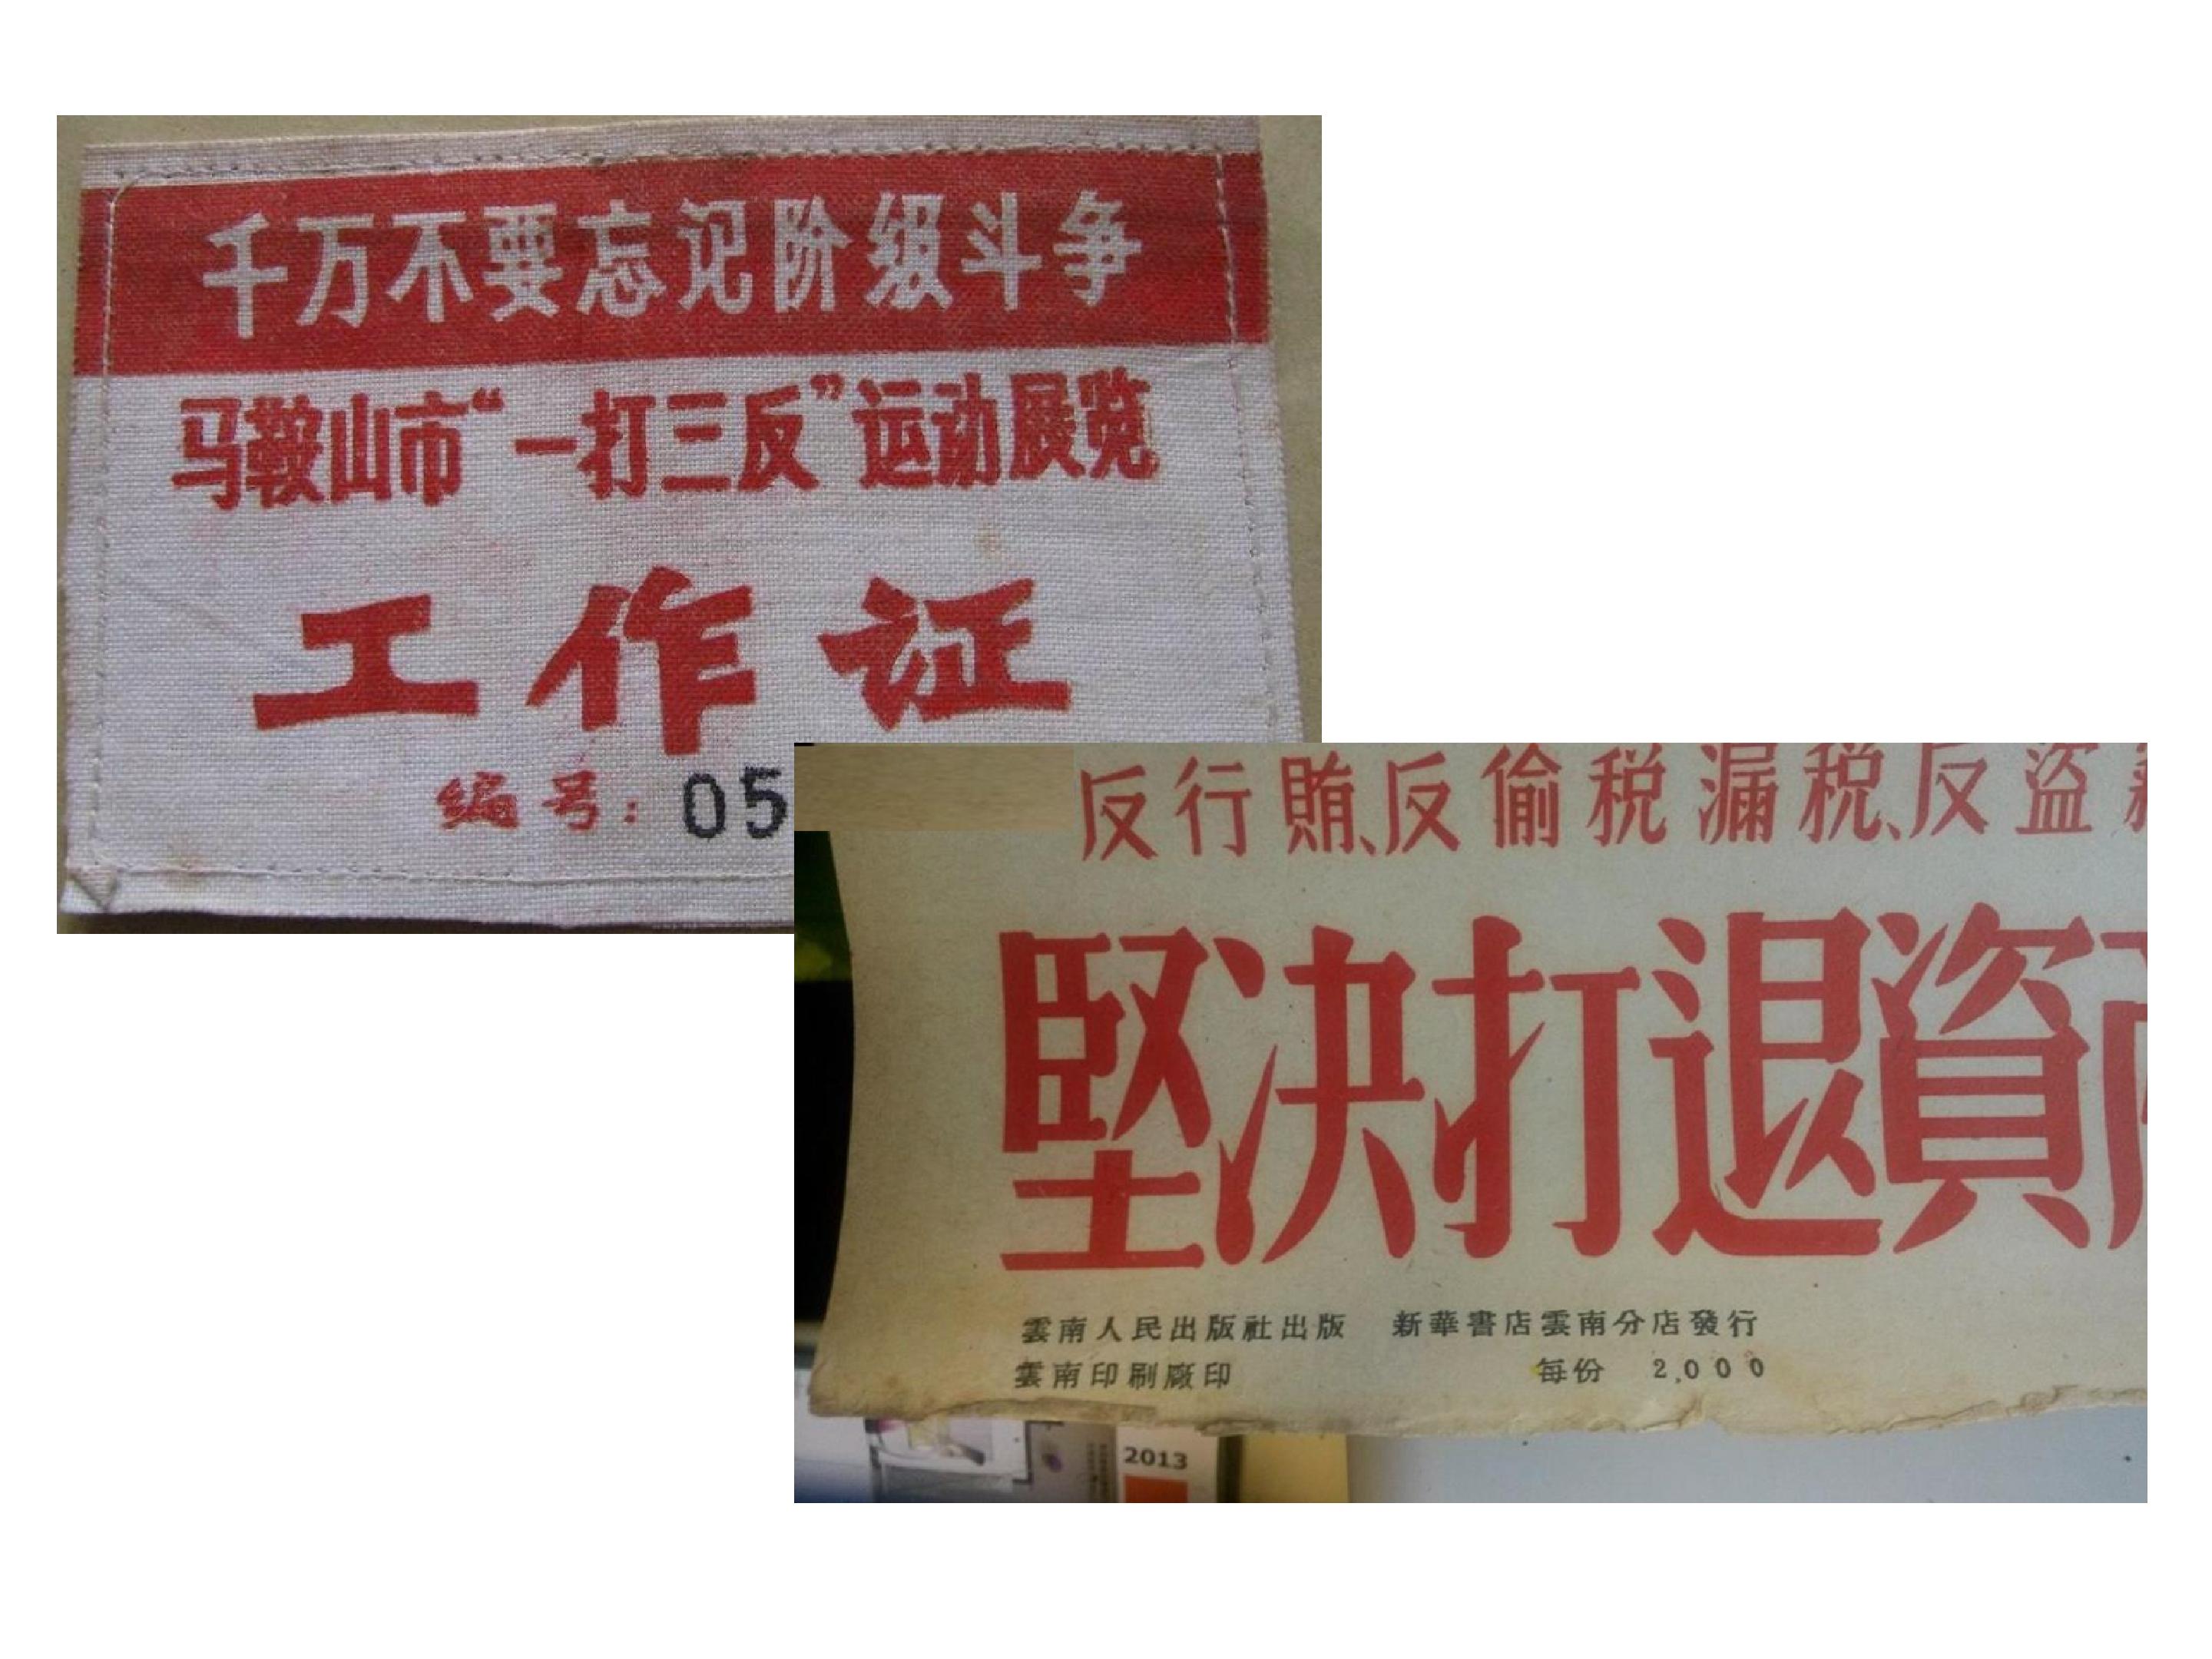 千万不要忘记阶级斗争
马鞍山市“一打三反”运动展览
工作证
编号：05
反行賄、反偷税漏税、反盗
堅决打退資
雲南人民出版社出版 新華書店雲南分店發行
雲南印刷廠印 每份 2,000
2013